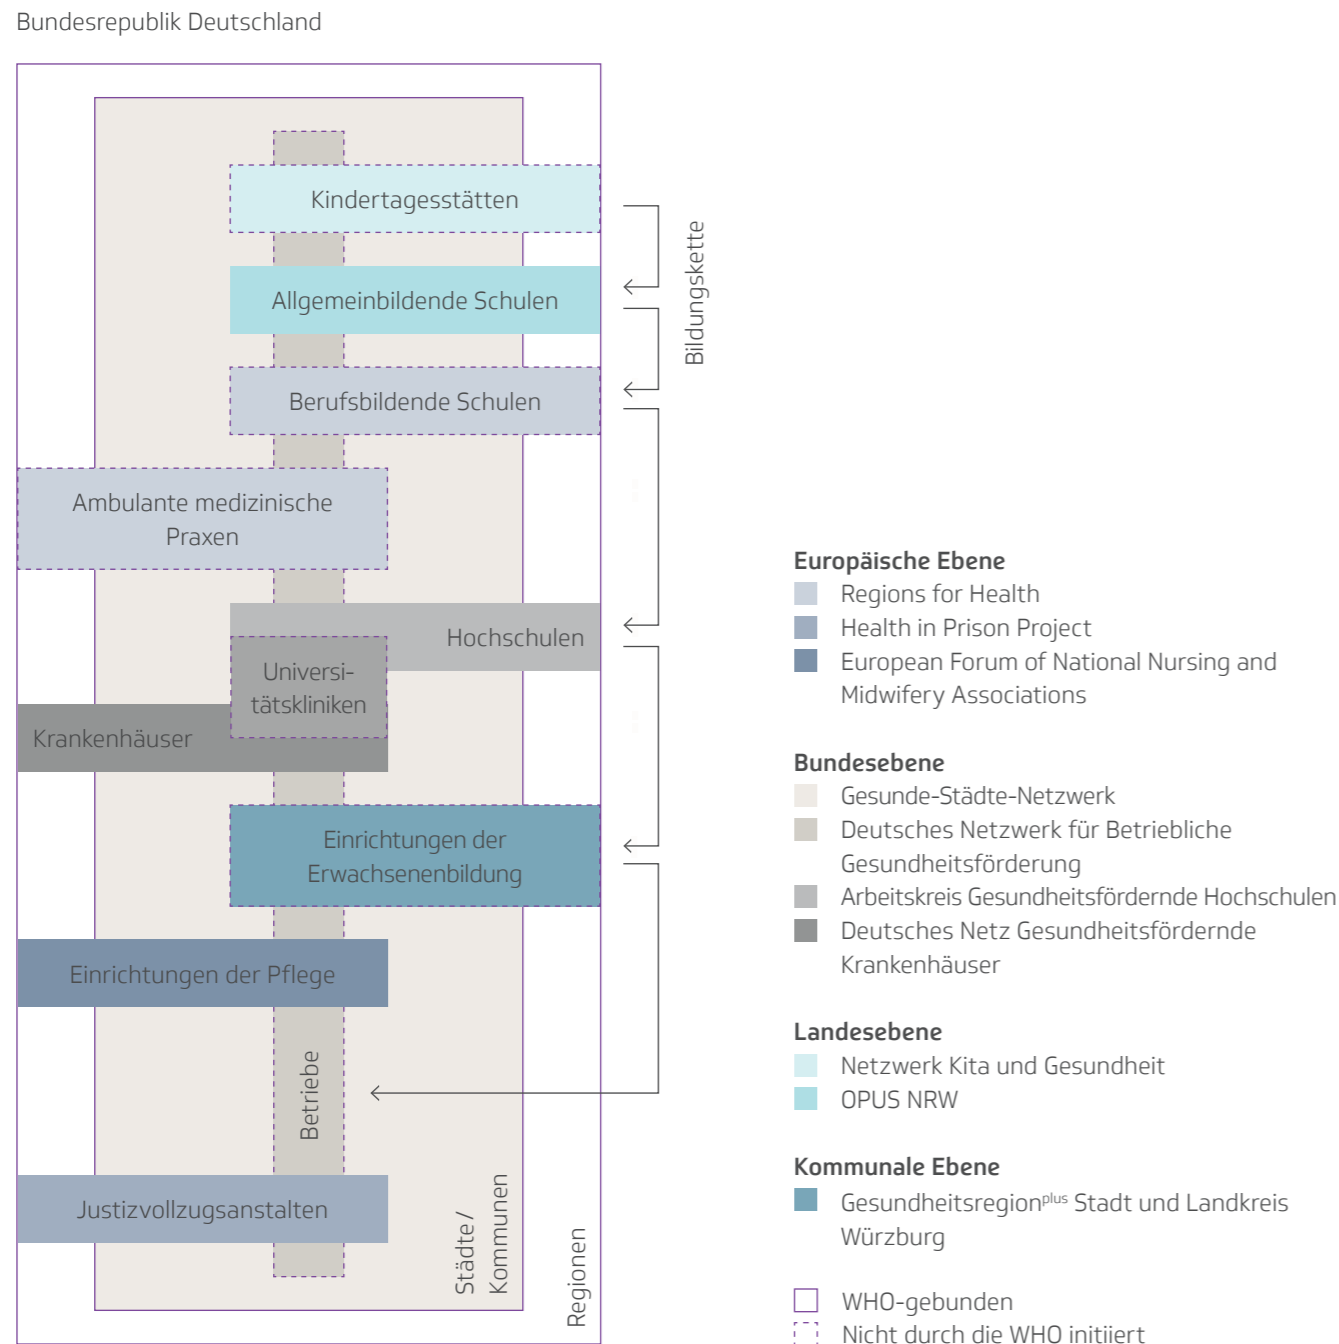 Bundesrepublik Deutschland
Kindertagesstätten
Allgemeinbildende Schulen
Berufsbildende Schulen
Bildungskette
Ambulante medizinische
Praxen
Hochschulen
Universi-
tätskliniken
Krankenhäuser
Einrichtungen der
Erwachsenenbildung
Einrichtungen der Pflege
Betriebe
Justizvollzugsanstalten
Städte/
Kommunen
Regionen
Europäische Ebene
Regions for Health
Health in Prison Project
European Forum of National Nursing and
Midwifery Associations
Bundesebene
Gesunde-Städte-Netzwerk
Deutsches Netzwerk für Betriebliche
Gesundheitsförderung
Arbeitskreis Gesundheitsfördernde Hochschulen
Deutsches Netz Gesundheitsfördernde
Krankenhäuser
Landesebene
Netzwerk Kita und Gesundheit
OPUS NRW
Kommunale Ebene
Gesundheitsregionplus Stadt und Landkreis
Würzburg
WHO-gebunden
Nicht durch die WHO initiiert